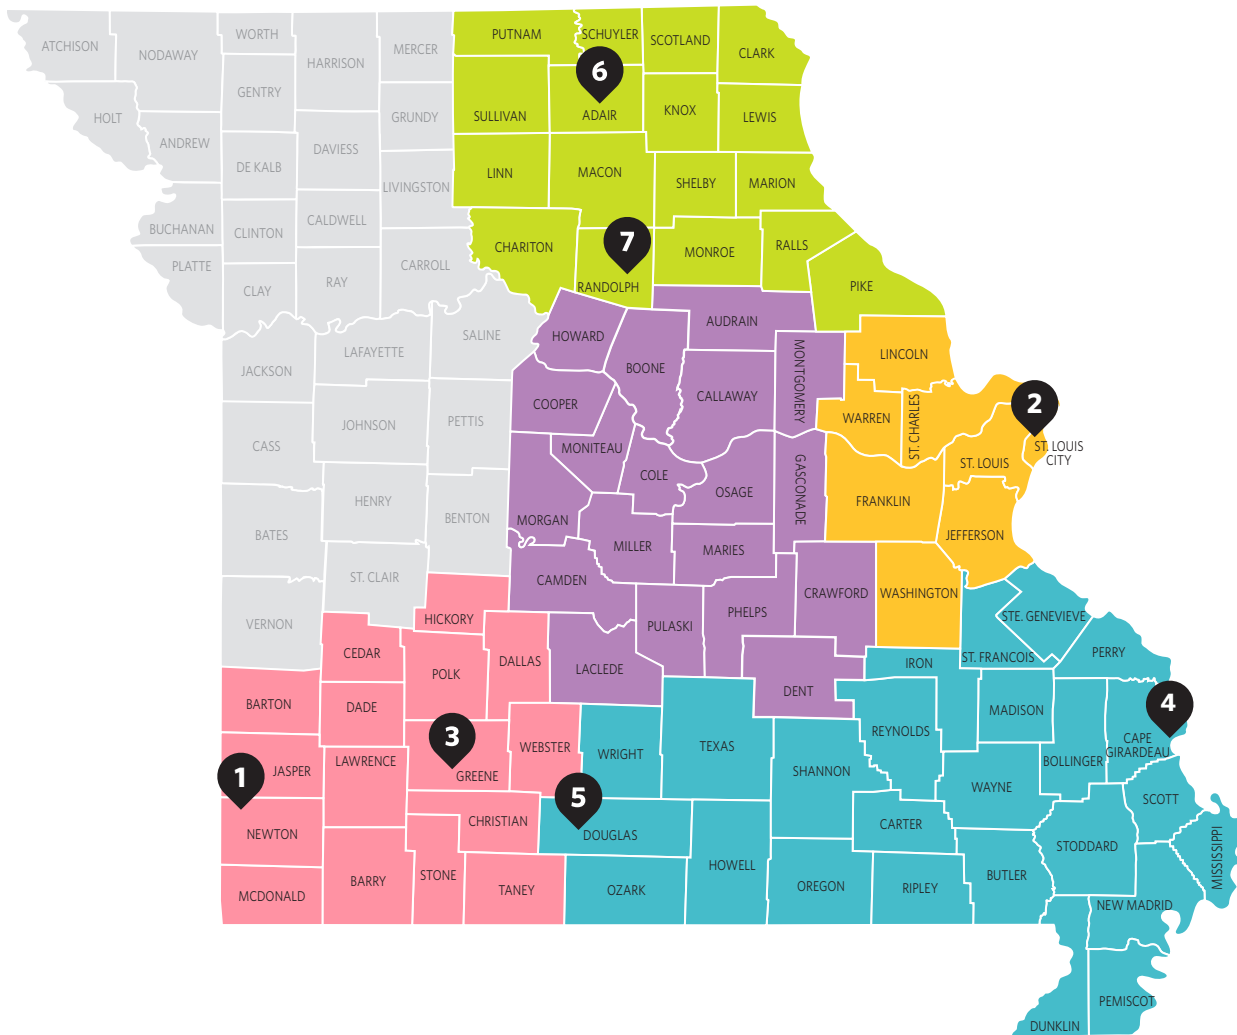 ATCHISON
NODAWAY
WORTH
HARRISON
MERCER
PUTNAM
SCHUYLER
SCOTLAND
CLARK
HOLT
GENTRY
GRUNDY
SULLIVAN
6
ADAIR
KNOX
LEWIS
ANDREW
DE KALB
DAVIESS
LIVINGSTON
LINN
MACON
SHELBY
MARION
BUCHANAN
CLINTON
CALDWELL
CARROLL
CHARITON
7
RANDOLPH
MONROE
RALLS
PIKE
PLATTE
CLAY
RAY
SALINE
HOWARD
BOONE
AUDRAIN
MONTGOMERY
LINCOLN
JACKSON
LAFAYETTE
COOPER
CALLAWAY
WARREN
ST. CHARLES
2
ST. LOUIS
CITY
CASS
JOHNSON
PETTIS
MONITEAU
COLE
OSAGE
GASCONADE
FRANKLIN
ST. LOUIS
JEFFERSON
BATES
HENRY
BENTON
MORGAN
MILLER
MARIES
VERNON
ST. CLAIR
HICKORY
CAMDEN
PULASKI
PHELPS
CRAWFORD
WASHINGTON
STE. GENEVIEVE
ST. FRANCOIS
PERRY
CEDAR
POLK
DALLAS
LACLEDE
DENT
IRON
BARTON
DADE
3
GREENE
WEBSTER
WRIGHT
TEXAS
SHANNON
REYNOLDS
MADISON
BOLLINGER
4
CAPE
GIRARDEAU
1
JASPER
LAWRENCE
CHRISTIAN
5
DOUGLAS
CARTER
WAYNE
SCOTT
NEWTON
STODDARD
MISSISSIPPI
MCDONALD
BARRY
STONE
TANEY
OZARK
HOWELL
OREGON
RIPLEY
BUTLER
NEW MADRID
PEMISCOT
DUNKLIN